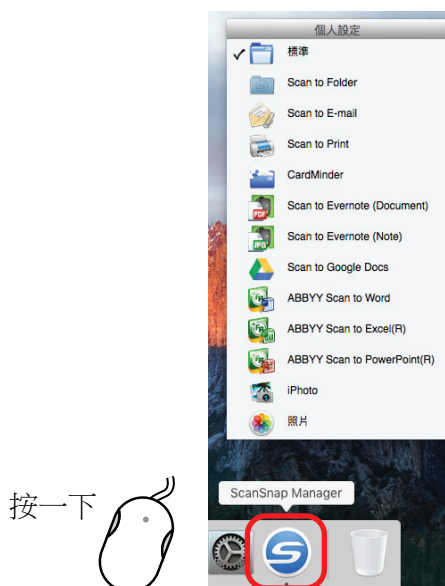 個人設定
標準
Scan to Folder
Scan to E-mail
Scan to Print
CardMinder
Scan to Evernote (Document)
Scan to Evernote (Note)
Scan to Google Docs
ABBYY Scan to Word
ABBYY Scan to Excel(R)
ABBYY Scan to PowerPoint(R)
iPhoto
照片
ScanSnap Manager
按一下